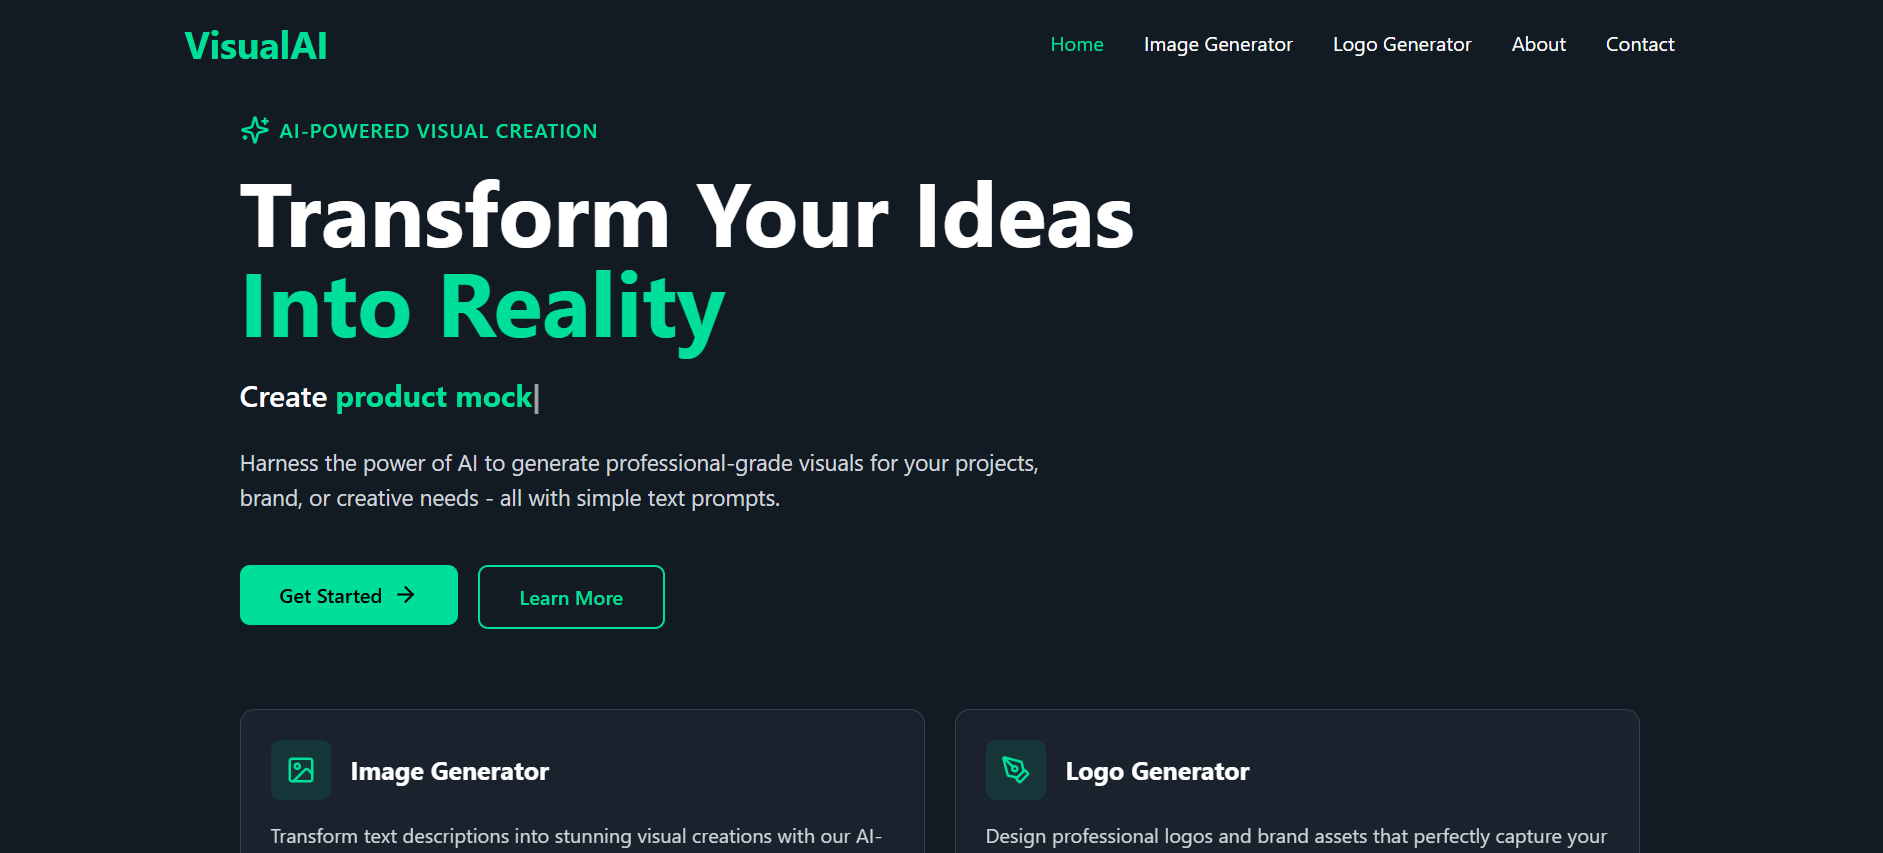 VisualAI
Home
Image Generator
Logo Generator
About
Contact
AI-POWERED VISUAL CREATION
Transform Your Ideas
Into Reality
Create product mock|
Harness the power of AI to generate professional-grade visuals for your projects,
brand, or creative needs - all with simple text prompts.
Get Started →
Learn More
Image Generator
Transform text descriptions into stunning visual creations with our AI-
Logo Generator
Design professional logos and brand assets that perfectly capture your